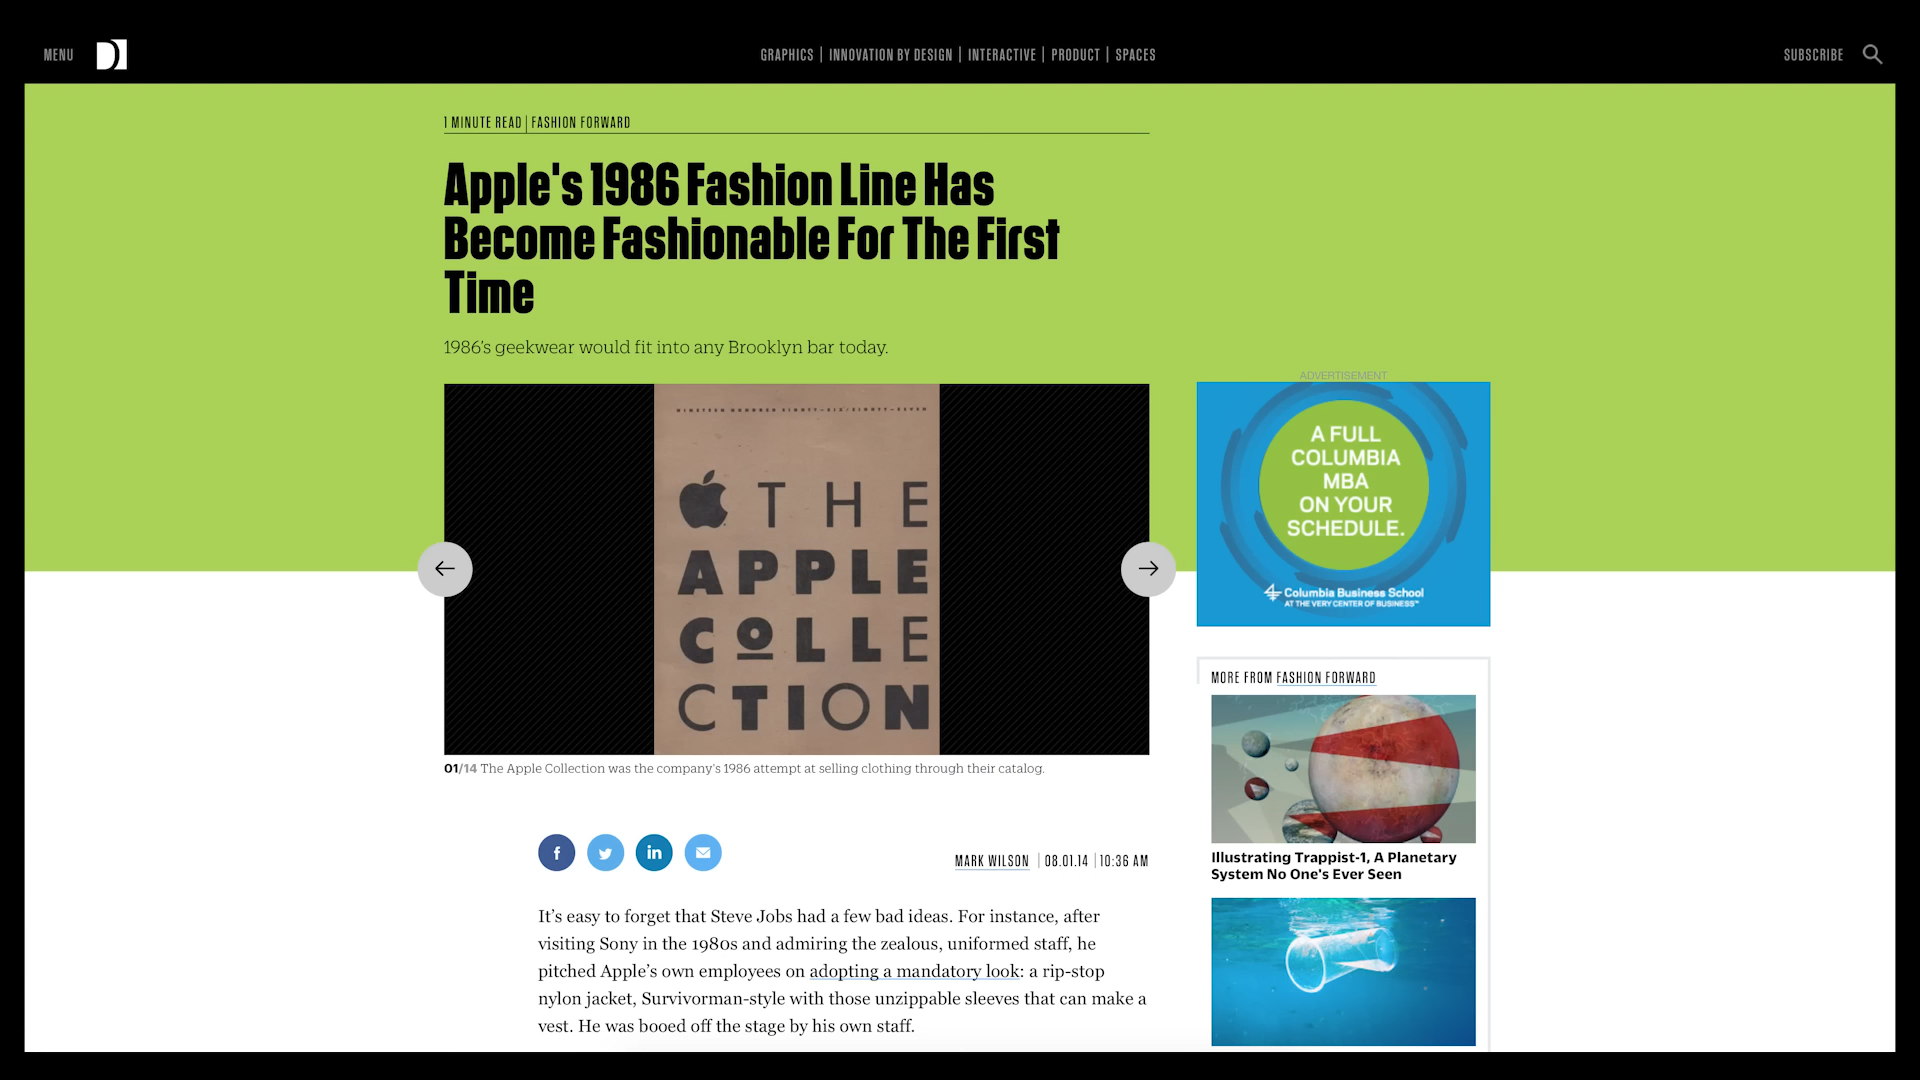 MENU
GRAPHICS | INNOVATION BY DESIGN | INTERACTIVE | PRODUCT | SPACES
SUBSCRIBE
1 MINUTE READ | FASHION FORWARD
Apple's 1986 Fashion Line Has
Become Fashionable For The First
Time
1986's geekwear would fit into any Brooklyn bar today.
NINETEEN HUNDRED EIGHTY-SIX/EIGHTY-SEVEN
THE
APPLE
COLLE
CTION
01/14 The Apple Collection was the company's 1986 attempt at selling clothing through their catalog.
MARK WILSON | 08.01.14 | 10:36 AM
It's easy to forget that Steve Jobs had a few bad ideas. For instance, after
visiting Sony in the 1980s and admiring the zealous, uniformed staff, he
pitched Apple's own employees on adopting a mandatory look: a rip-stop
nylon jacket, Survivorman-style with those unzippable sleeves that can make a
vest. He was booed off the stage by his own staff.
ADVERTISEMENT
A FULL
COLUMBIA
MBA
ON YOUR
SCHEDULE.
Columbia Business School
AT THE VERY CENTER OF BUSINESS™
MORE FROM FASHION FORWARD
Illustrating Trappist-1, A Planetary
System No One's Ever Seen